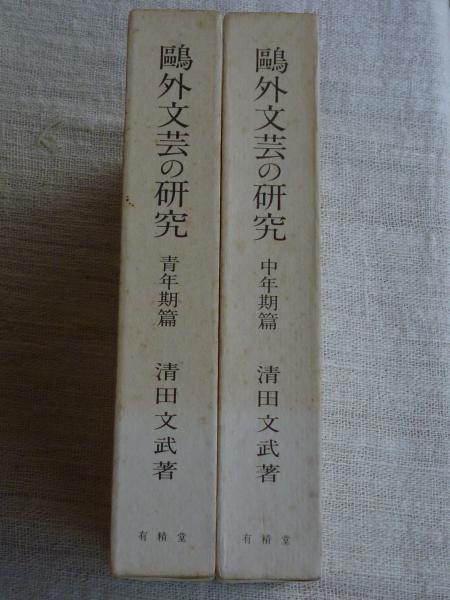 鷗外文芸の研究 青年期篇 清田文武著
有精堂
鷗外文芸の研究 中年期篇 清田文武著
有精堂